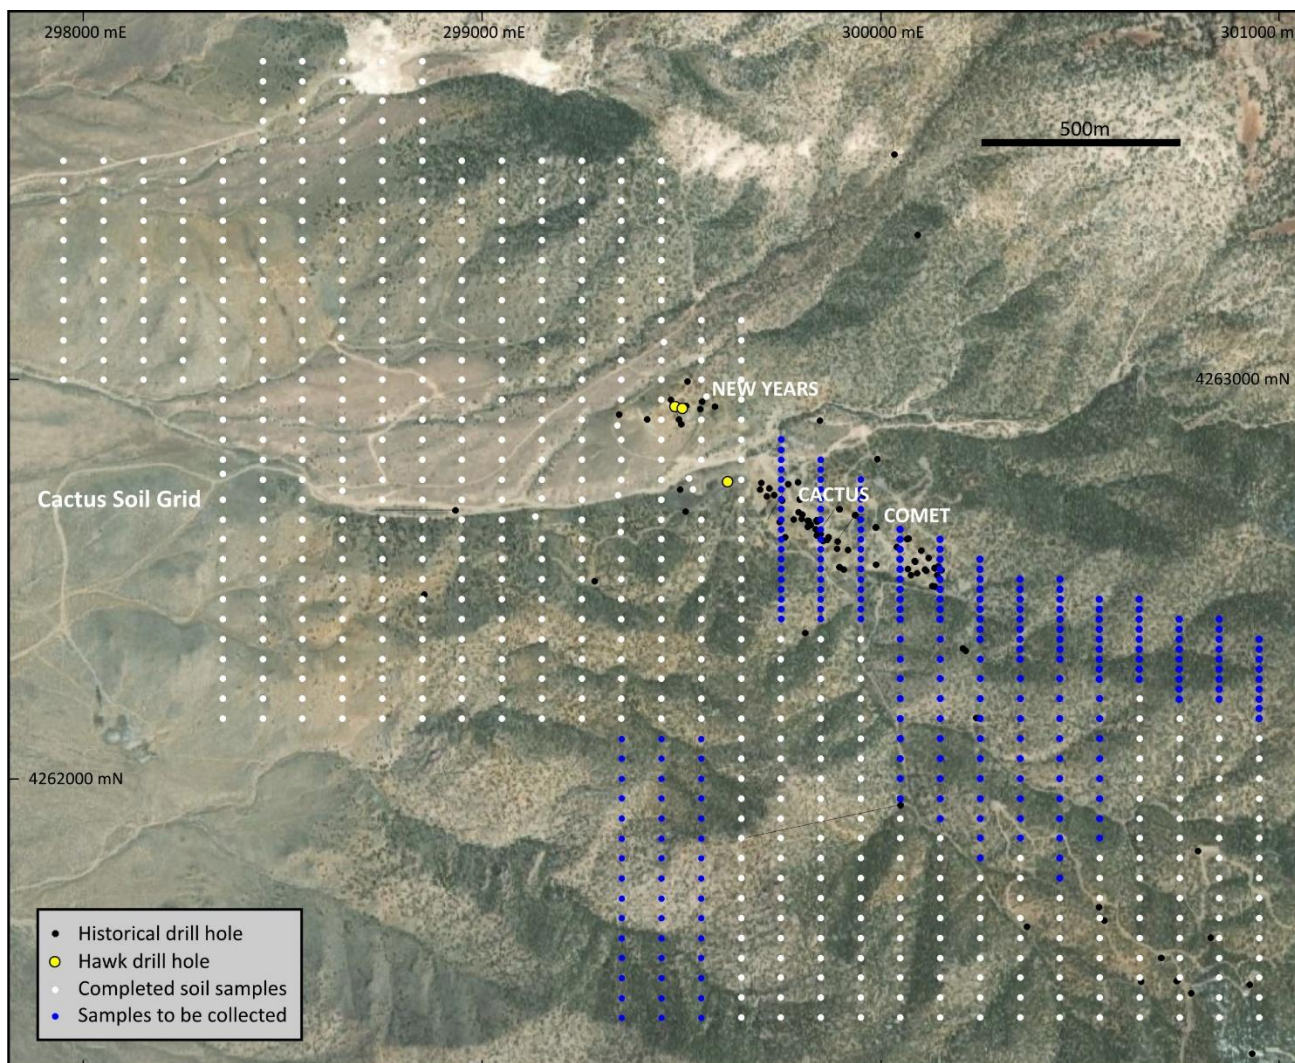 298000 mE
299000 mE
300000 mE
301000 m
500m
NEW YEARS
4263000 mN
Cactus Soil Grid
CACTUS
COMET
4262000 mN
Historical drill hole
Hawk drill hole
Completed soil samples
Samples to be collected